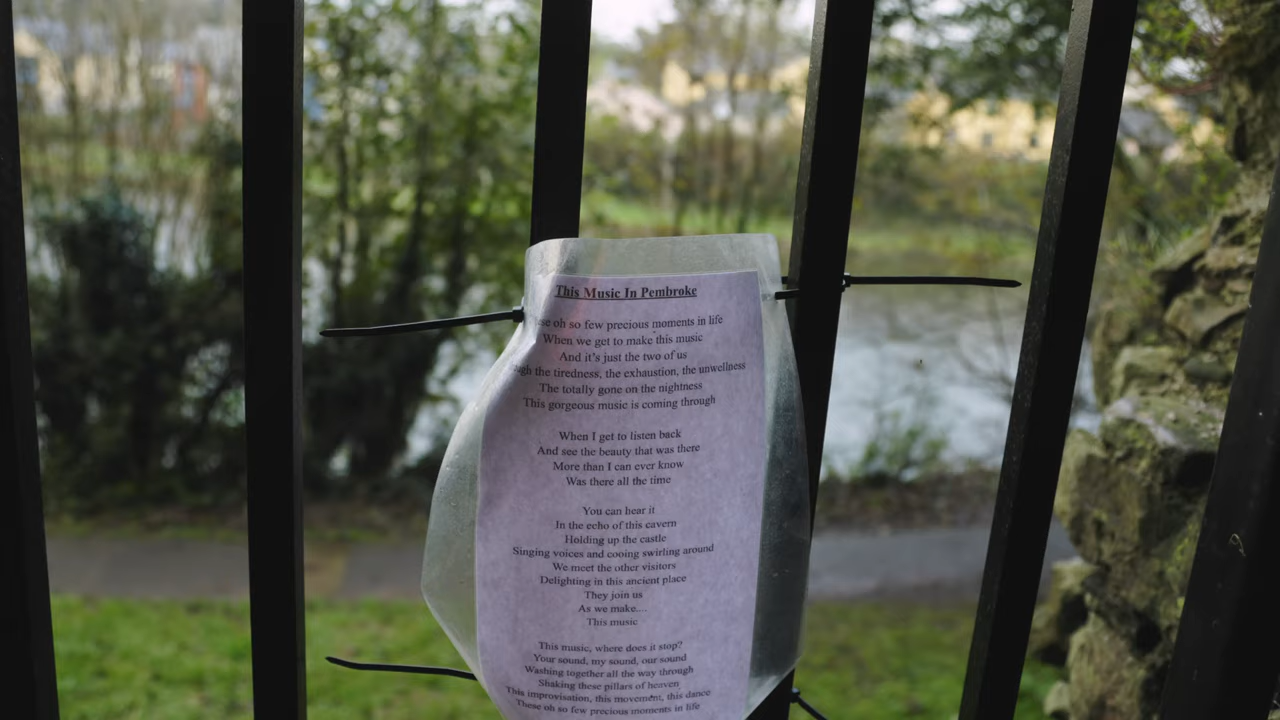 This Music In Pembroke
oh so few precious moments in life
When we get to make this music
And it's just the two of us
the tiredness, the exhaustion, the unwellness
The totally gone on the nightness
This gorgeous music is coming through
When I get to listen back
And see the beauty that was there
More than I can ever know
Was there all the time
You can hear it
In the echo of this cavern
Holding up the castle
Singing voices and cooing swirling around
We meet the other visitors
Delighting in this ancient place
They join us
As we make....
This music
This music, where does it stop?
Your sound, my sound, our sound
Washing together all the way through
Shaking these pillars of heaven
This improvisation, this movement, this dance
These oh so few precious moments in life